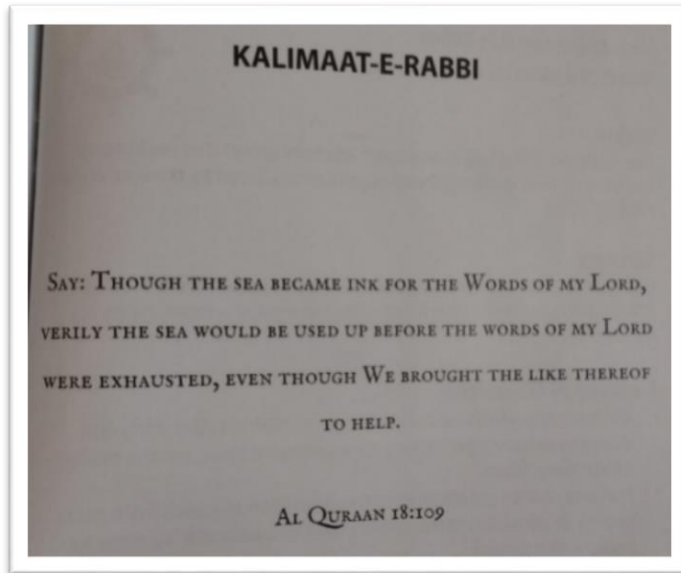 KALIMAAT-E-RABBI
SAY: THOUGH THE SEA BECAME INK FOR THE WORDS OF MY LORD,
VERILY THE SEA WOULD BE USED UP BEFORE THE WORDS OF MY LORD
WERE EXHAUSTED, EVEN THOUGH WE BROUGHT THE LIKE THEREOF
TO HELP.
AL QURAAN 18:109